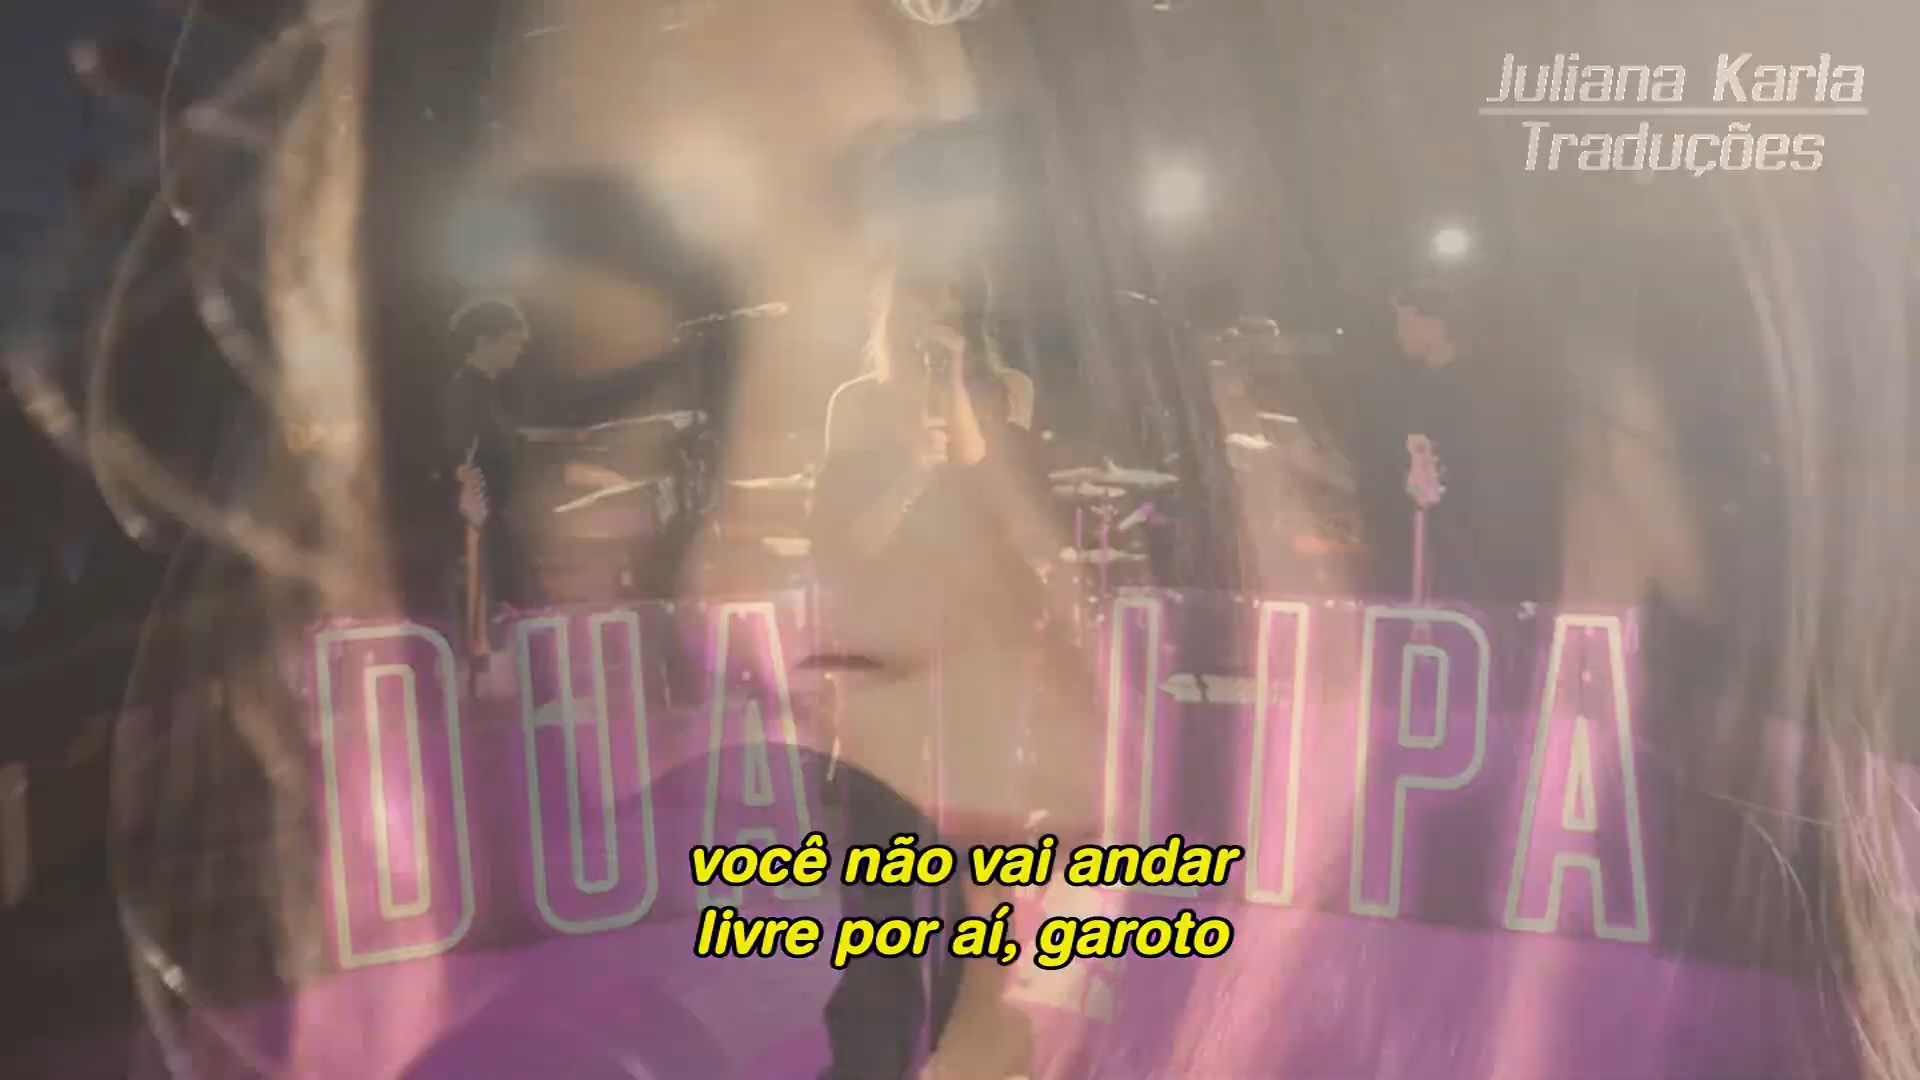 Juliana Karla
Traduções
DUA LIPA
você não vai andar
livre por aí, garoto